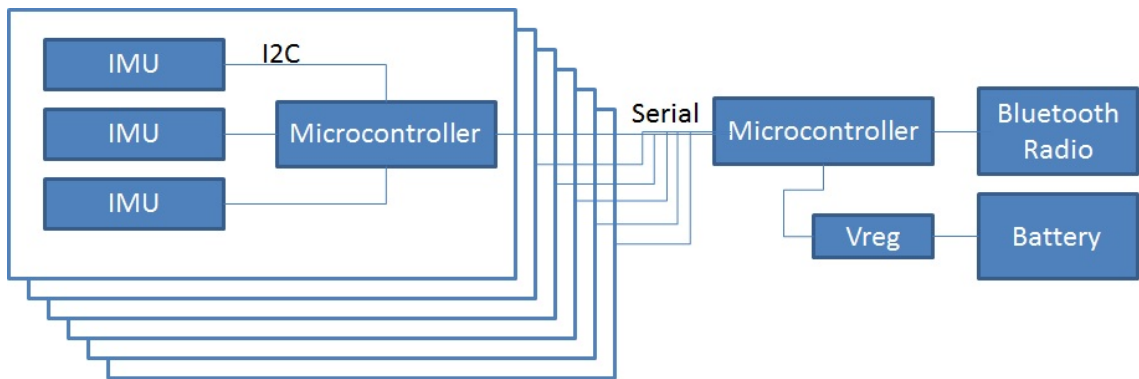 IMU
I2C
IMU
Microcontroller
IMU
Serial
Microcontroller
Bluetooth
Radio
Vreg
Battery